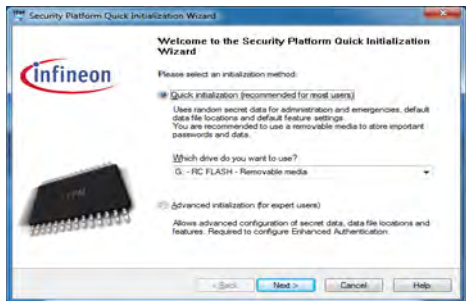 Security Platform Quick Initialization Wizard
Welcome to the Security Platform Quick Initialization
Wizard
infineon
Please select an initialization method:
Quick initialization (recommended for most users)
Uses random secret data for administration and emergencies, default
data file locations and default feature settings.
You are recommended to use a removable media to store important
passwords and data.
Which drive do you want to use?
G: - RC FLASH - Removable media
TPM
Advanced initialization (for expert users)
Allows advanced configuration of secret data, data file locations and
features. Required to configure Enhanced Authentication.
< Back
Next >
Cancel
Help